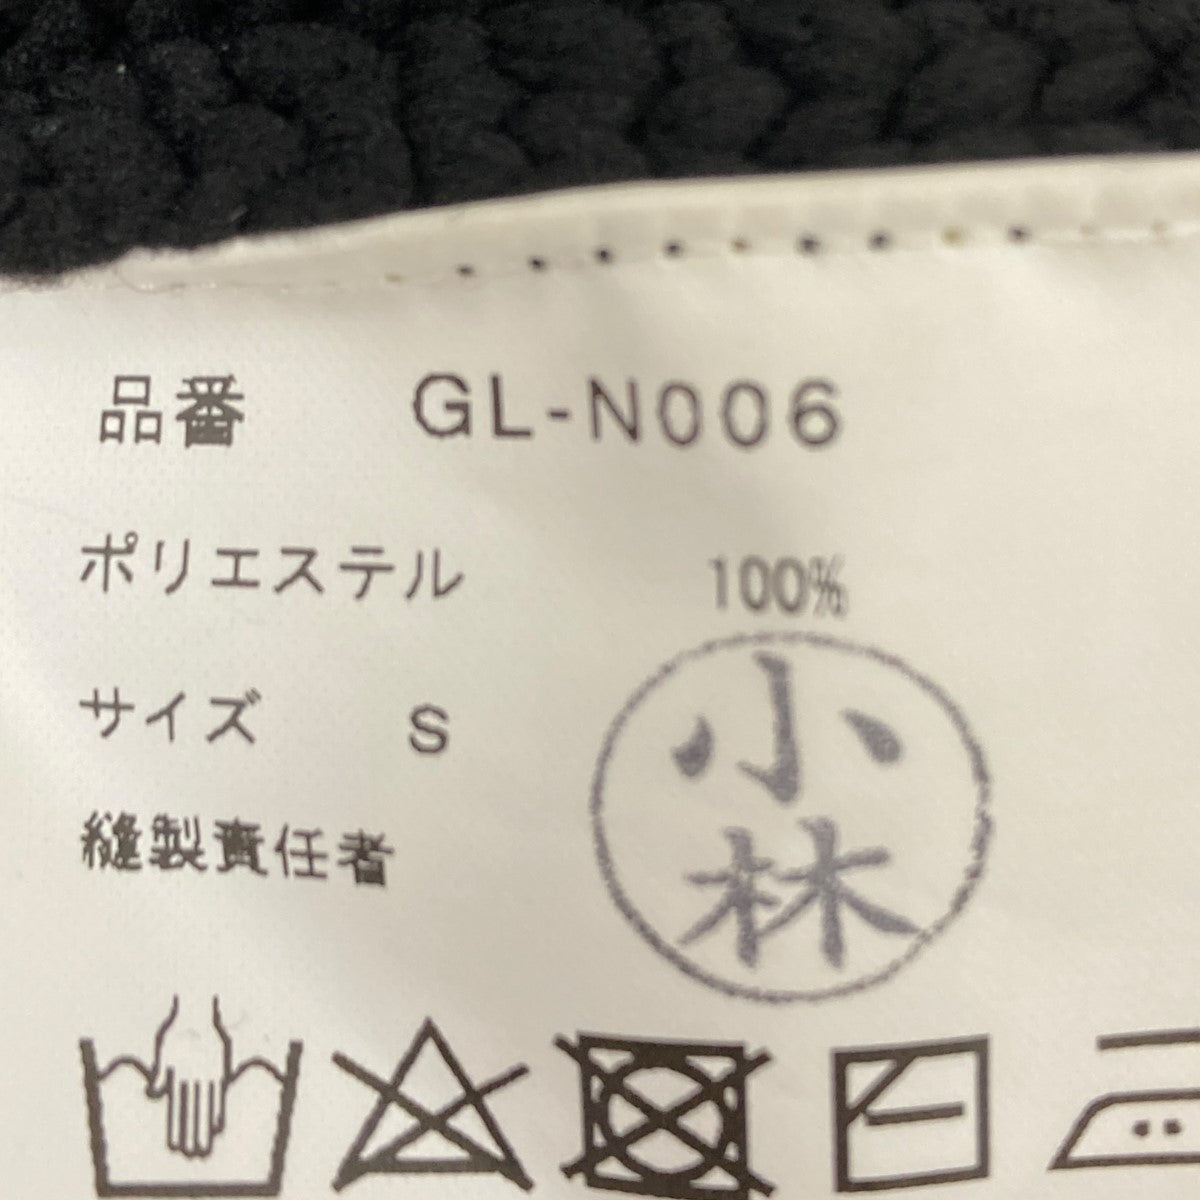 品番 GL-N006
ポリエステル 100%
サイズ S
縫製責任者 小林